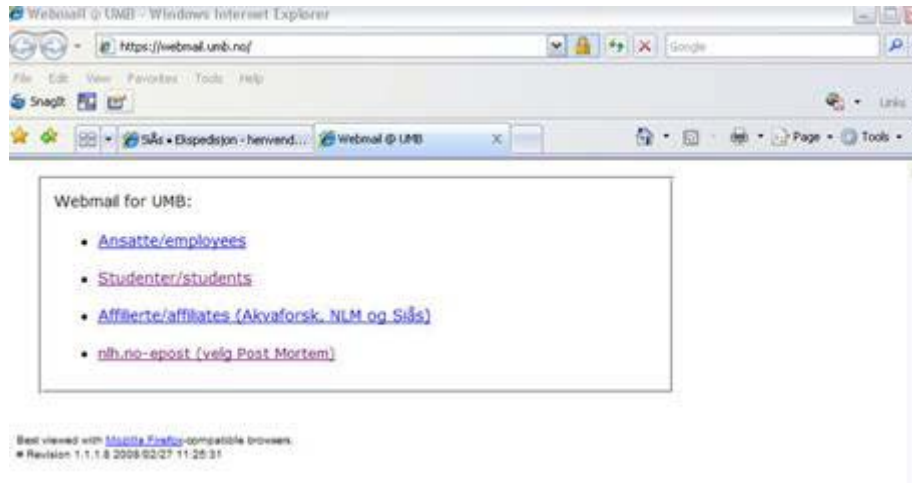 Webmail @ UMB - Windows Internet Explorer
https://webmail.umb.no/ Google
File Edit View Favorites Tools Help
SnagIt Links
SiÅs • Ekspedisjon - henvend... Webmail @ UMB Page Tools
Webmail for UMB:
Ansatte/employees
Studenter/students
Affilierte/affiliates (Akvaforsk, NLM og Siås)
nlh.no-epost (velg Post Mortem)
Best viewed with Mozilla Firefox-compatible browsers.
# Revision 1.1.1.8 2008/02/27 11:25:31